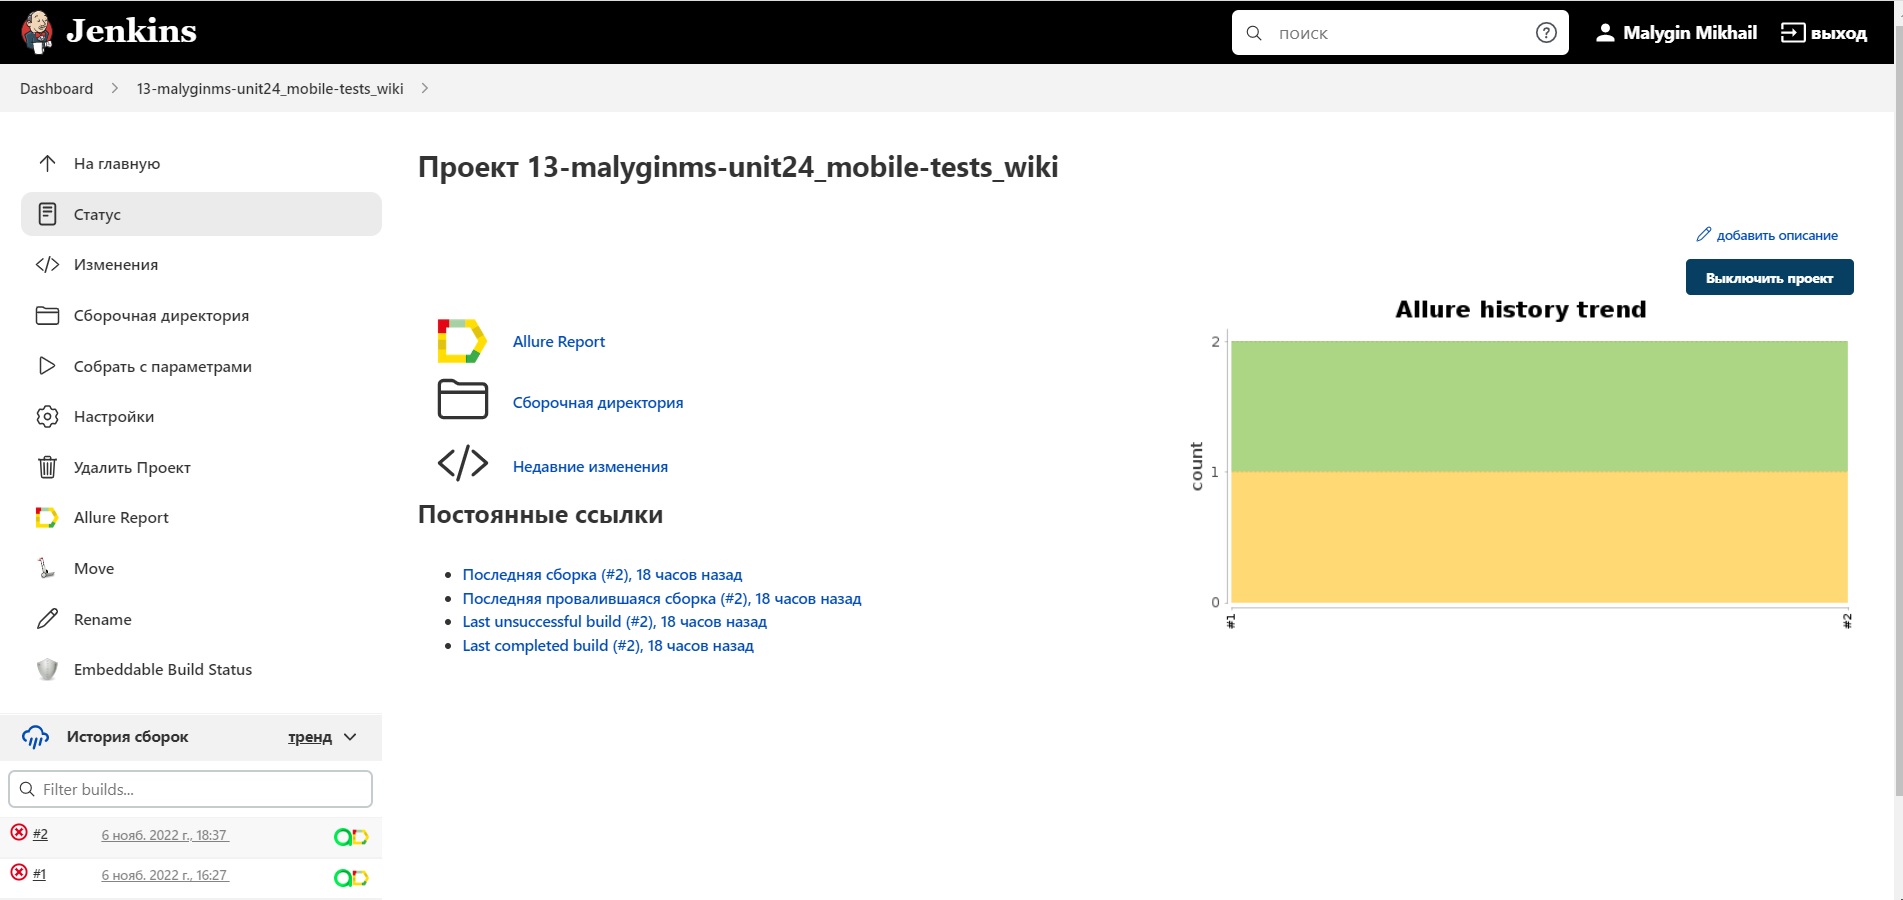 Jenkins
поиск
Malygin Mikhail
выход
Dashboard
13-malyginms-unit24_mobile-tests_wiki
На главную
Статус
Изменения
Сборочная директория
Собрать с параметрами
Настройки
Удалить Проект
Allure Report
Move
Rename
Embeddable Build Status
История сборок
тренд
Filter builds...
#2
6 нояб. 2022 г., 18:37
#1
6 нояб. 2022 г., 16:27
Проект 13-malyginms-unit24_mobile-tests_wiki
добавить описание
Выключить проект
Allure Report
Сборочная директория
Недавние изменения
Постоянные ссылки
Последняя сборка (#2), 18 часов назад
Последняя провалившаяся сборка (#2), 18 часов назад
Last unsuccessful build (#2), 18 часов назад
Last completed build (#2), 18 часов назад
Allure history trend
count
2
1
0
#1
#2